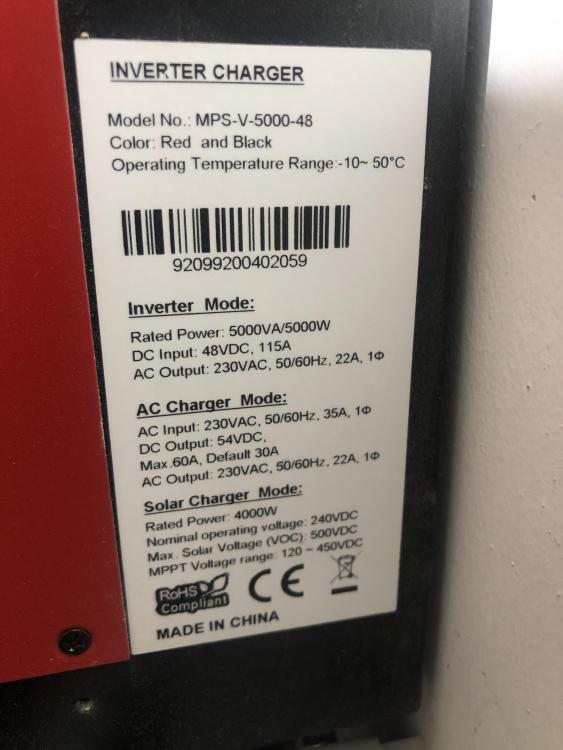 INVERTER CHARGER
Model No.: MPS-V-5000-48
Color: Red and Black
Operating Temperature Range:-10~ 50°C
92099200402059
Inverter Mode:
Rated Power: 5000VA/5000W
DC Input: 48VDC, 115A
AC Output: 230VAC, 50/60Hz, 22A, 1Φ
AC Charger Mode:
AC Input: 230VAC, 50/60Hz, 35A, 1Φ
DC Output: 54VDC,
Max.60A, Default 30A
AC Output: 230VAC, 50/60Hz, 22A, 1Φ
Solar Charger Mode:
Rated Power: 4000W
Nominal operating voltage: 240VDC
Max. Solar Voltage (VOC): 500VDC
MPPT Voltage range: 120 ~ 450VDC
RoHS
Compliant
CE
MADE IN CHINA